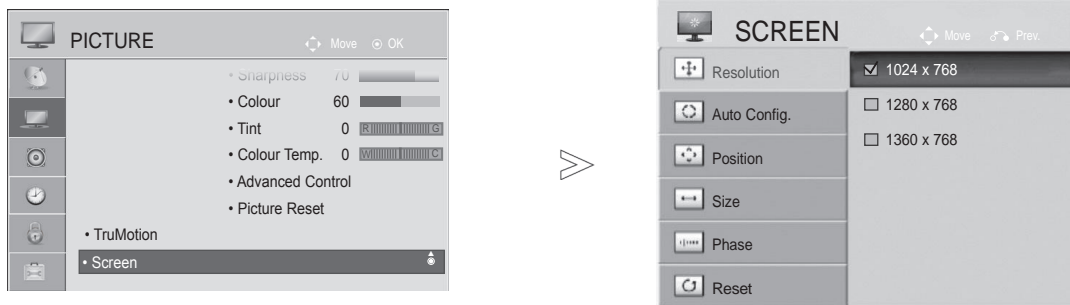 PICTURE
Move OK
• Sharpness 70
• Colour 60
• Tint 0 R G
• Colour Temp. 0 W C
• Advanced Control
• Picture Reset
• TruMotion
• Screen
SCREEN
Move Prev.
Resolution
Auto Config.
Position
Size
Phase
Reset
1024 x 768
1280 x 768
1360 x 768